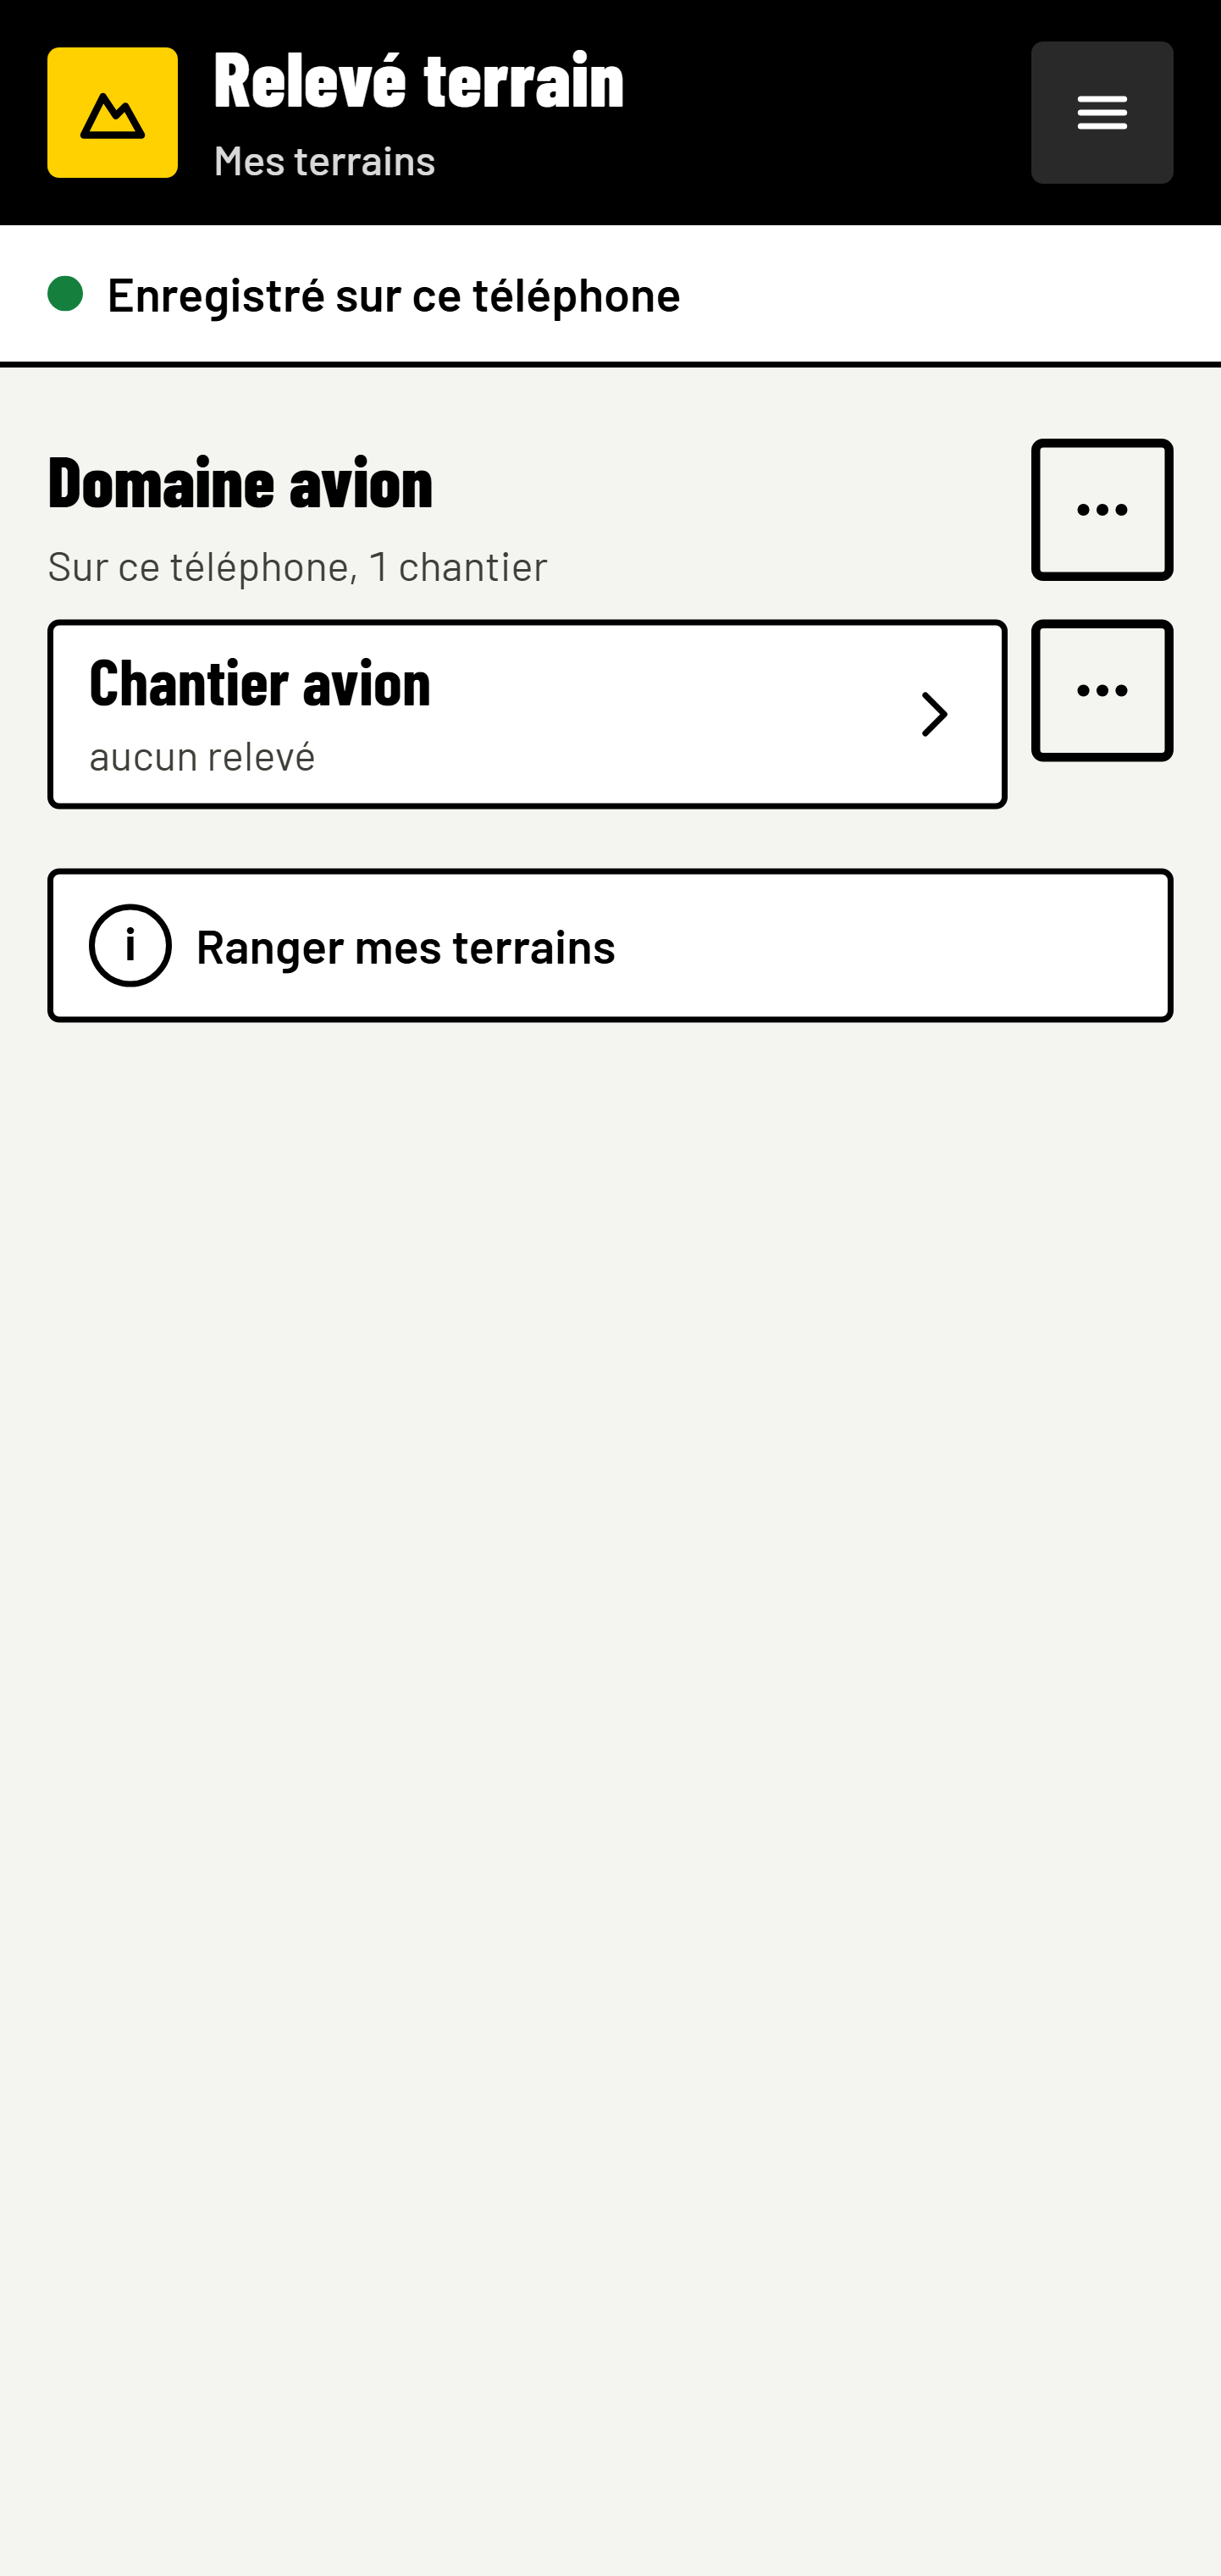 Relevé terrain
Mes terrains
Enregistré sur ce téléphone
Domaine avion
Sur ce téléphone, 1 chantier
Chantier avion
aucun relevé
i Ranger mes terrains